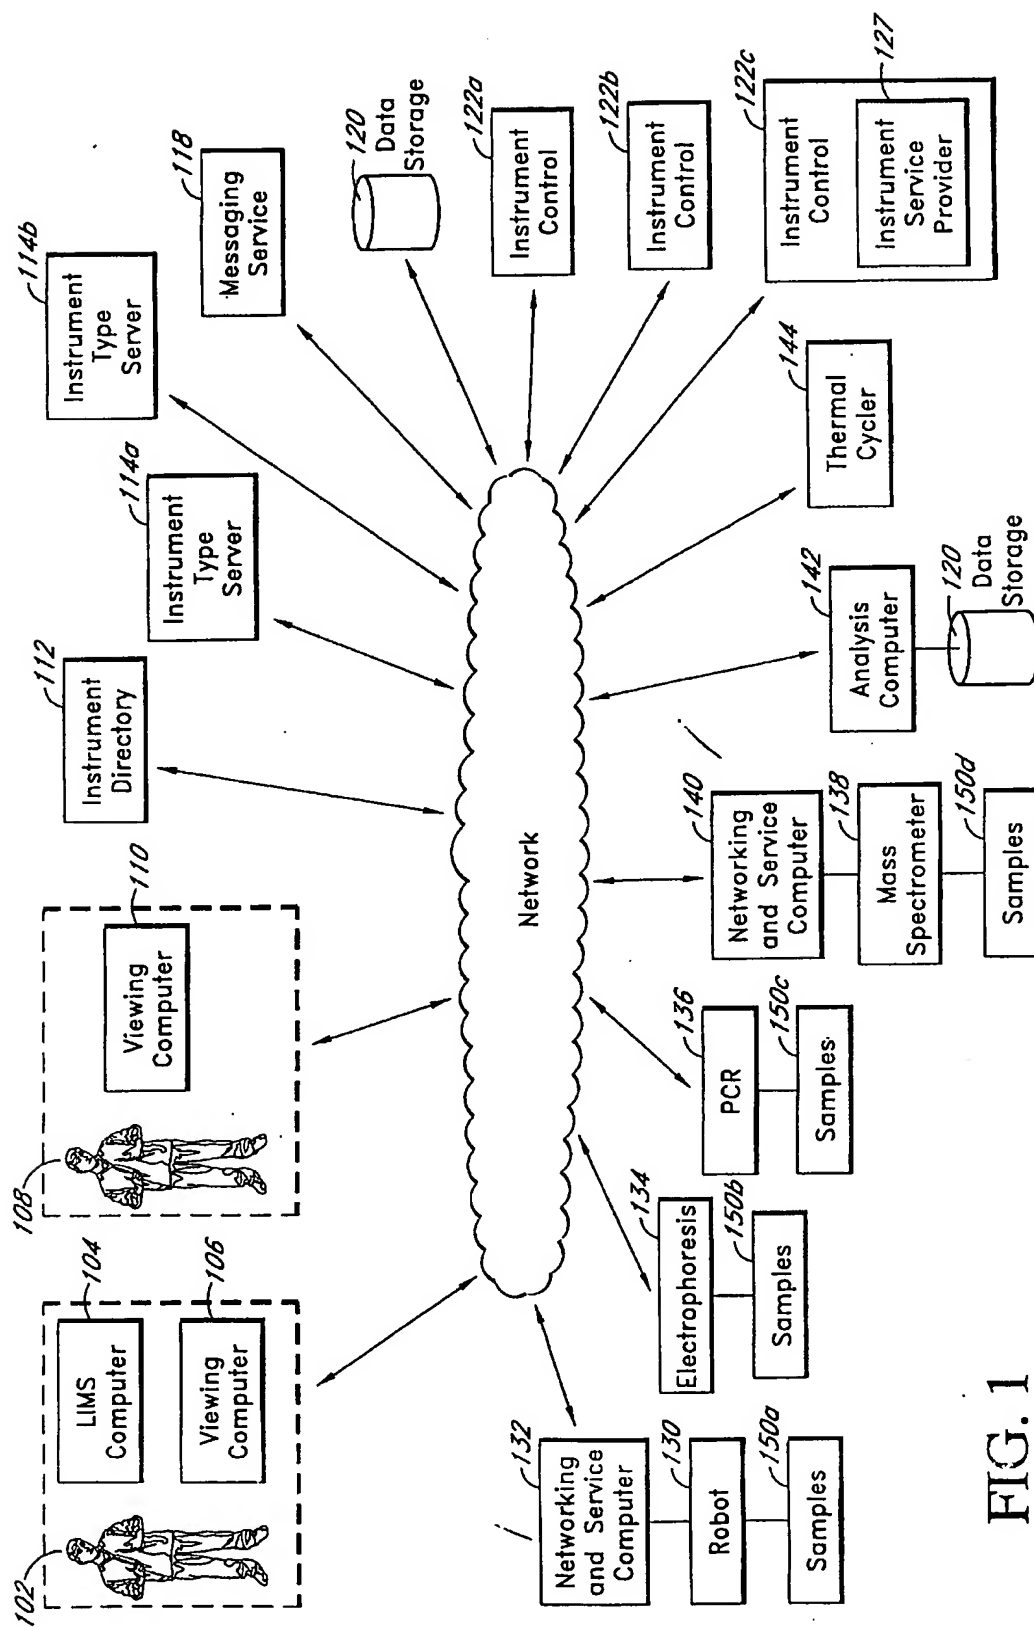 102
LIMS
Computer
104
Viewing
Computer
106
108
Viewing
Computer
110
Instrument
Directory
112
Instrument
Type
Server
114a
Instrument
Type
Server
114b
Messaging
Service
118
120
Data
Storage
Instrument
Control
122a
Instrument
Control
122b
Instrument
Control
122c
Instrument
Service
Provider
127
Network
Networking
and Service
Computer
132
Robot
130
Samples
150a
Electrophoresis
134
Samples
150b
PCR
136
Samples
150c
Networking
and Service
Computer
140
Mass
Spectrometer
138
Samples
150d
Analysis
Computer
142
120
Data
Storage
Thermal
Cycler
144
FIG. 1